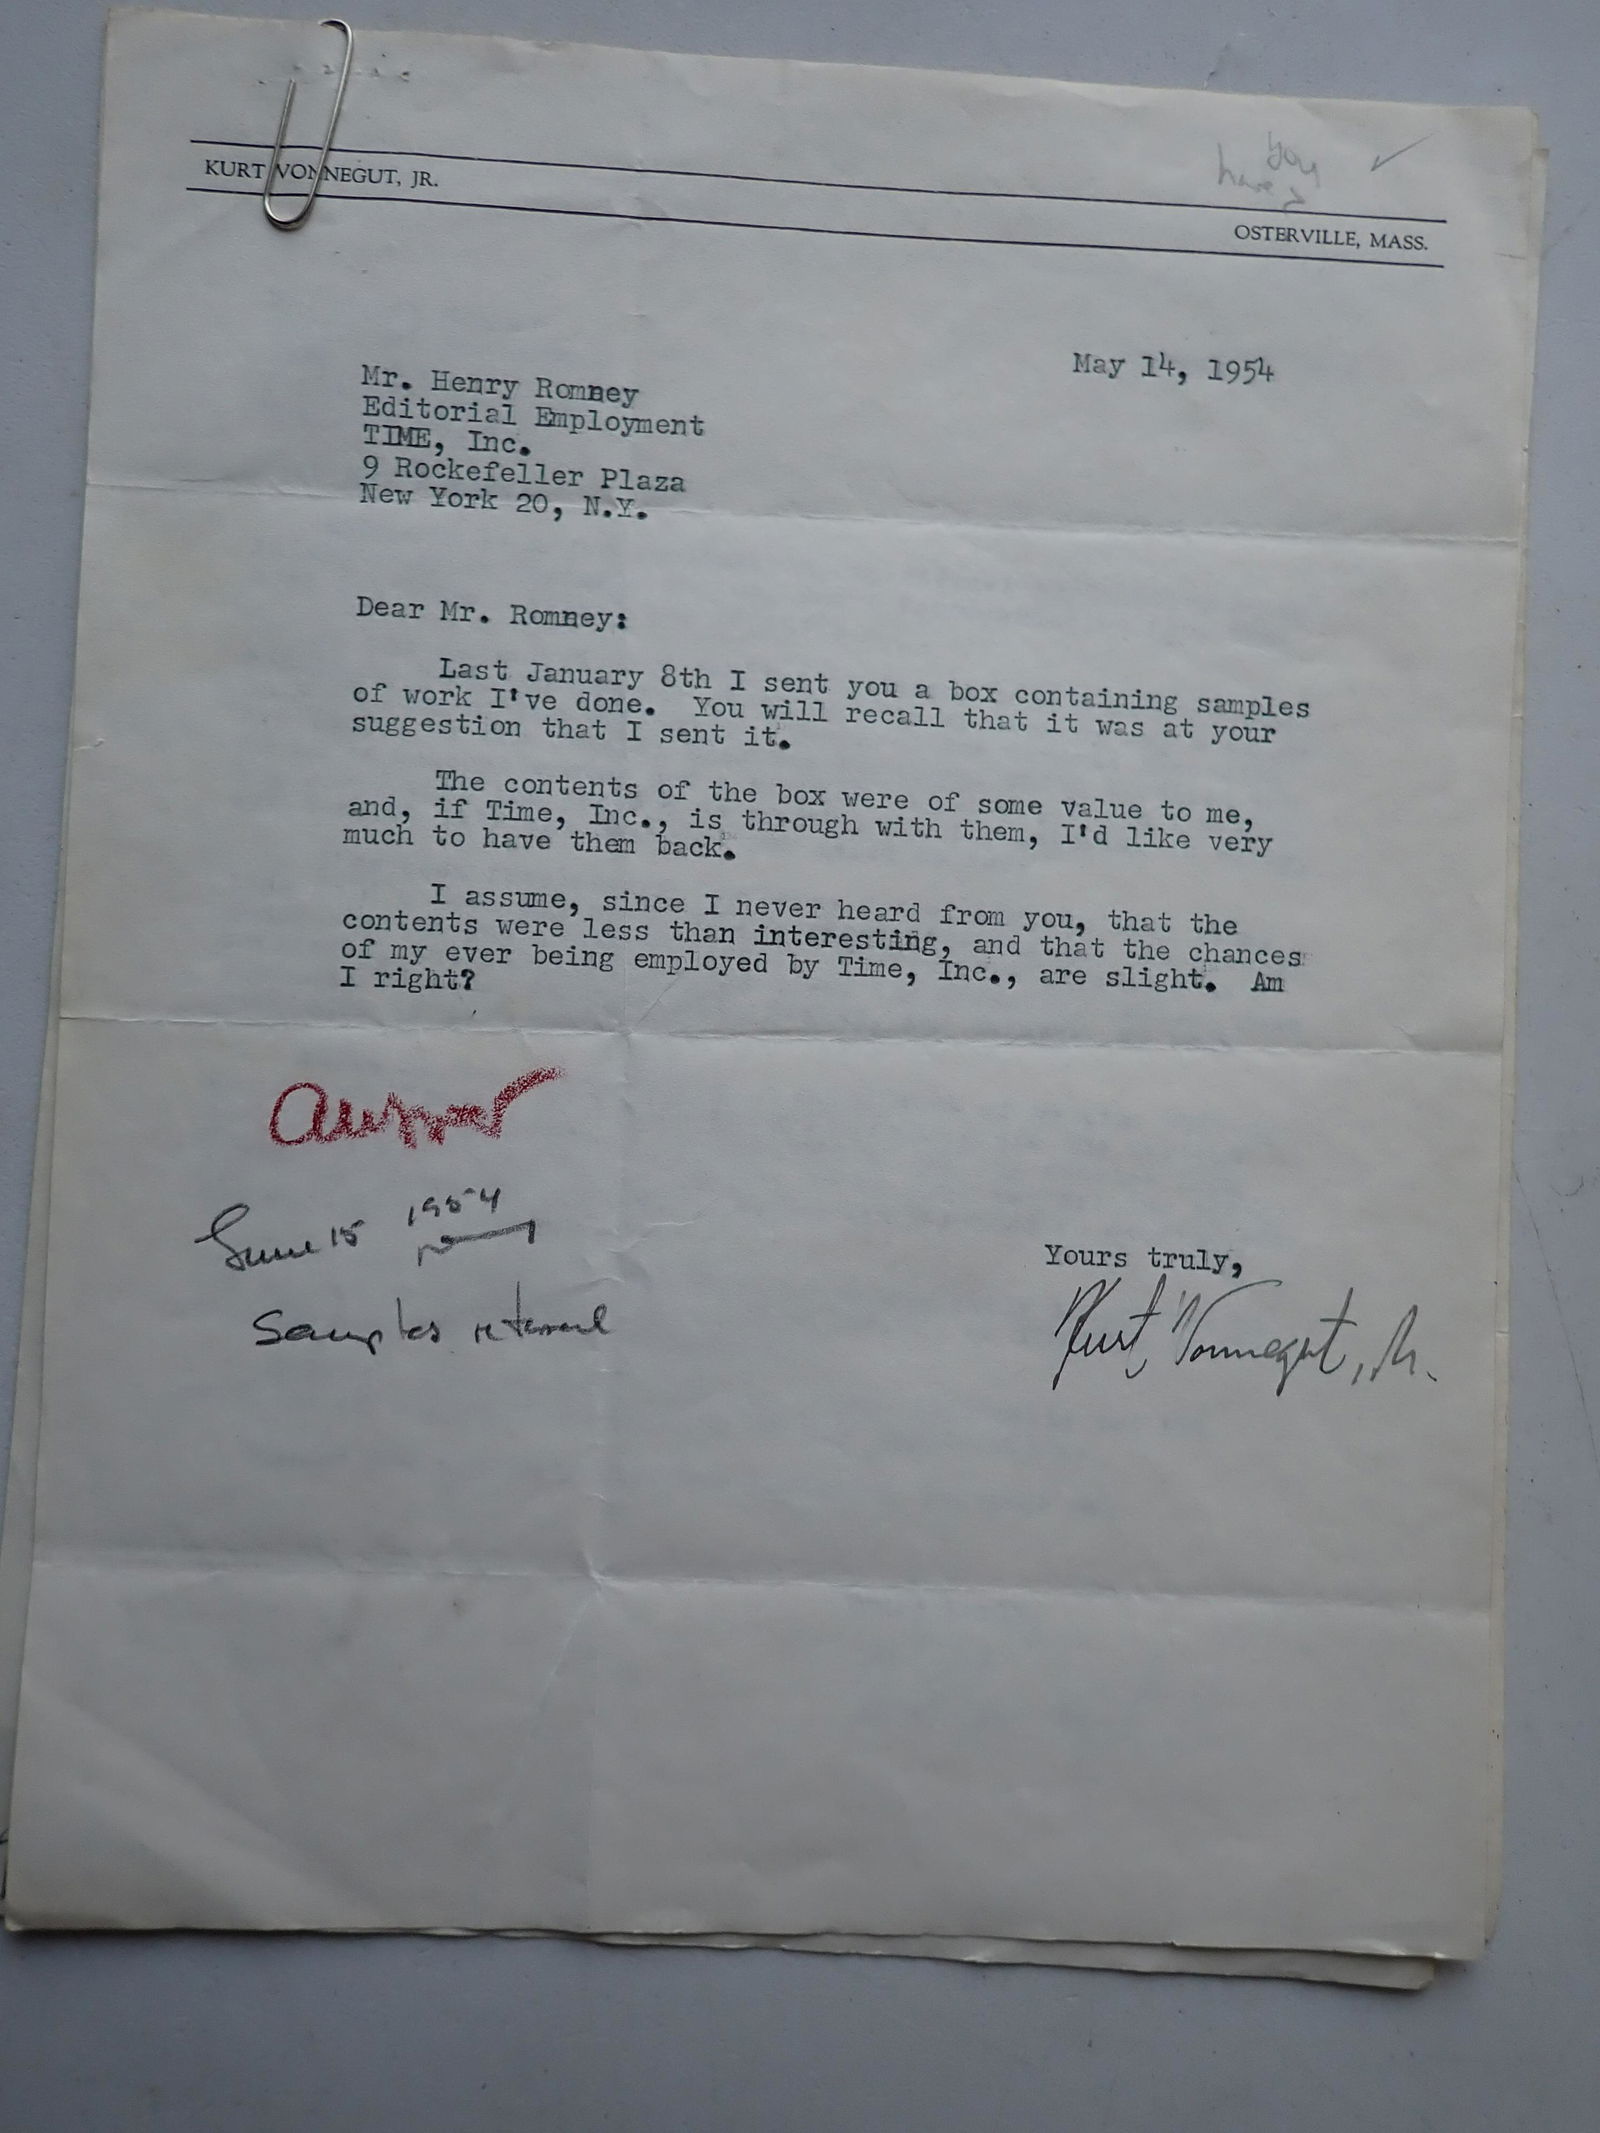 you
have
KURT VONNEGUT, JR.
OSTERVILLE, MASS.
May 14, 1954
Mr. Henry Romney
Editorial Employment
TIME, Inc.
9 Rockefeller Plaza
New York 20, N.Y.
Dear Mr. Romney:
Last January 8th I sent you a box containing samples
of work I've done. You will recall that it was at your
suggestion that I sent it.
The contents of the box were of some value to me,
and, if Time, Inc., is through with them, I'd like very
much to have them back.
I assume, since I never heard from you, that the
contents were less than interesting, and that the chances
of my ever being employed by Time, Inc., are slight. Am
I right?
answer
June 15 1954
Samples returned
Yours truly,
Kurt Vonnegut, Jr.